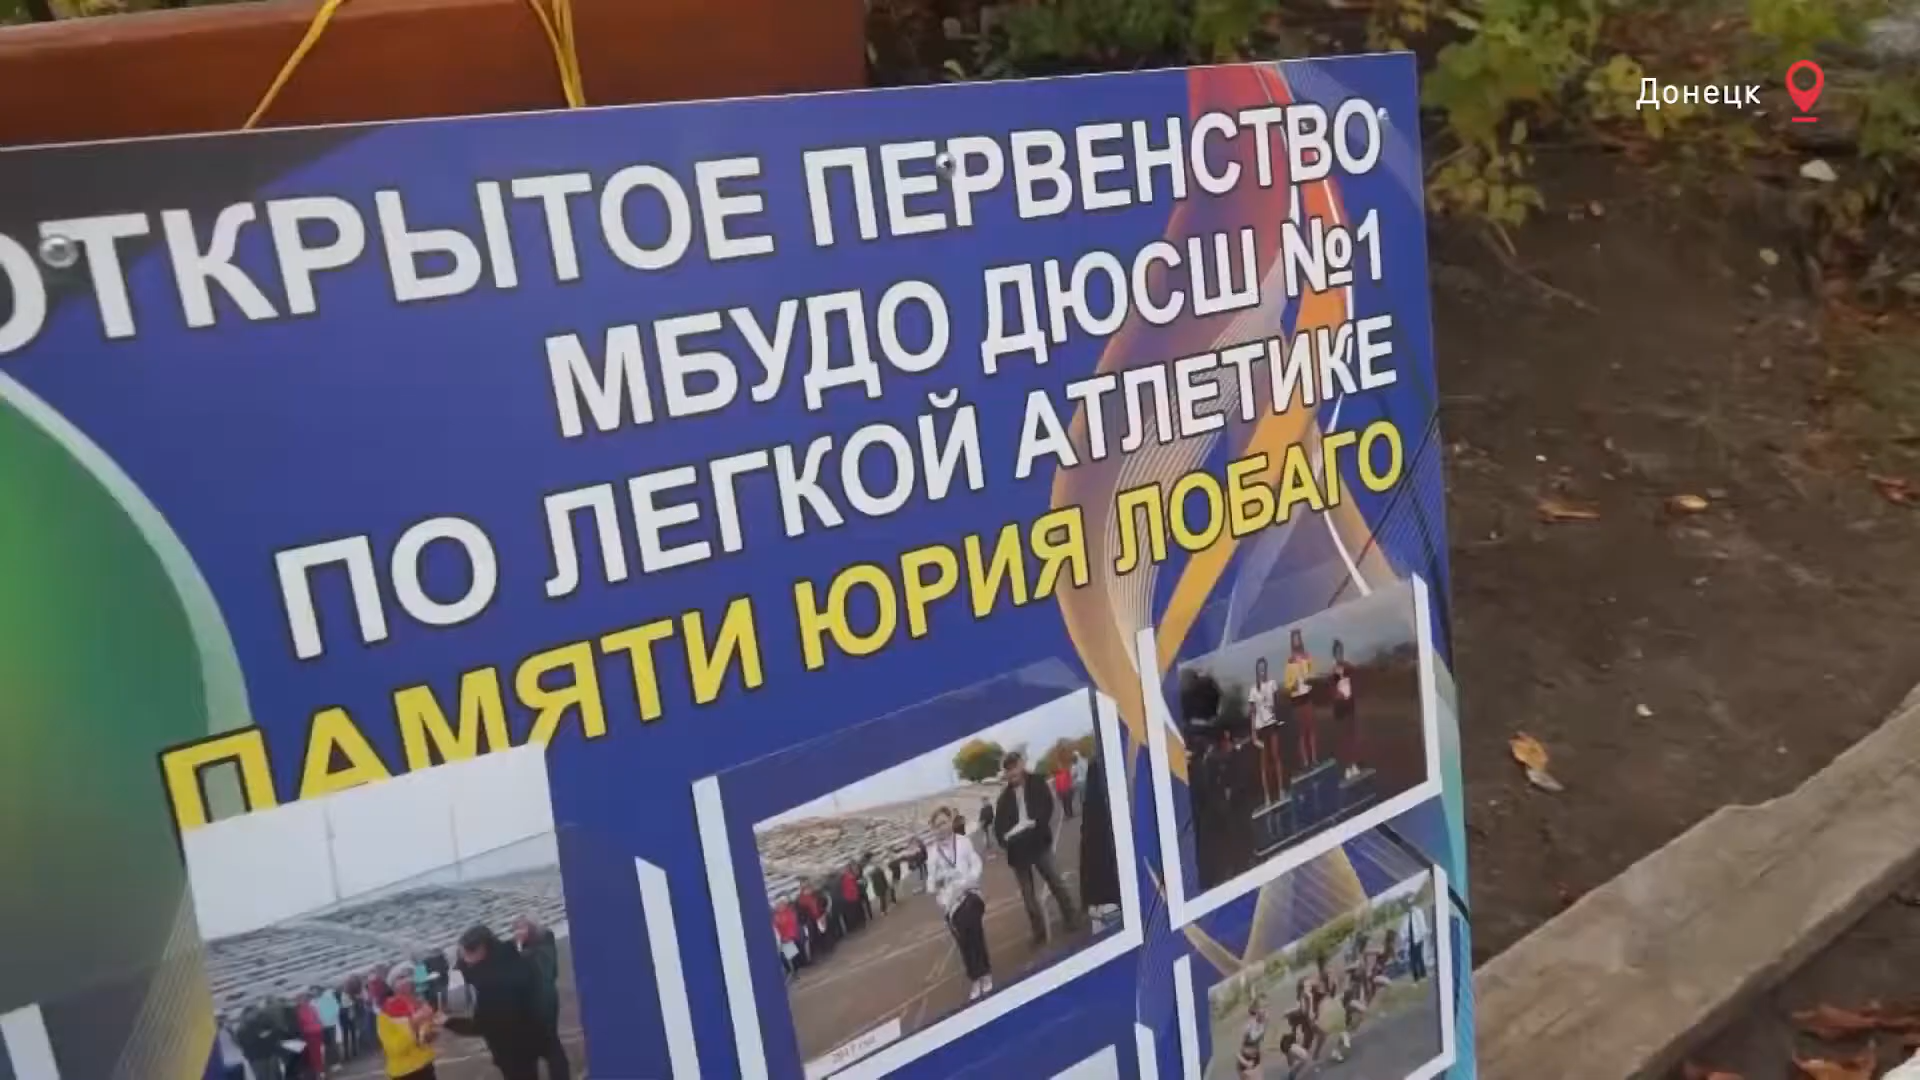 Донецк
ОТКРЫТОЕ ПЕРВЕНСТВО
МБУДО ДЮСШ №1
ПО ЛЕГКОЙ АТЛЕТИКЕ
ПАМЯТИ ЮРИЯ ЛОБАГО